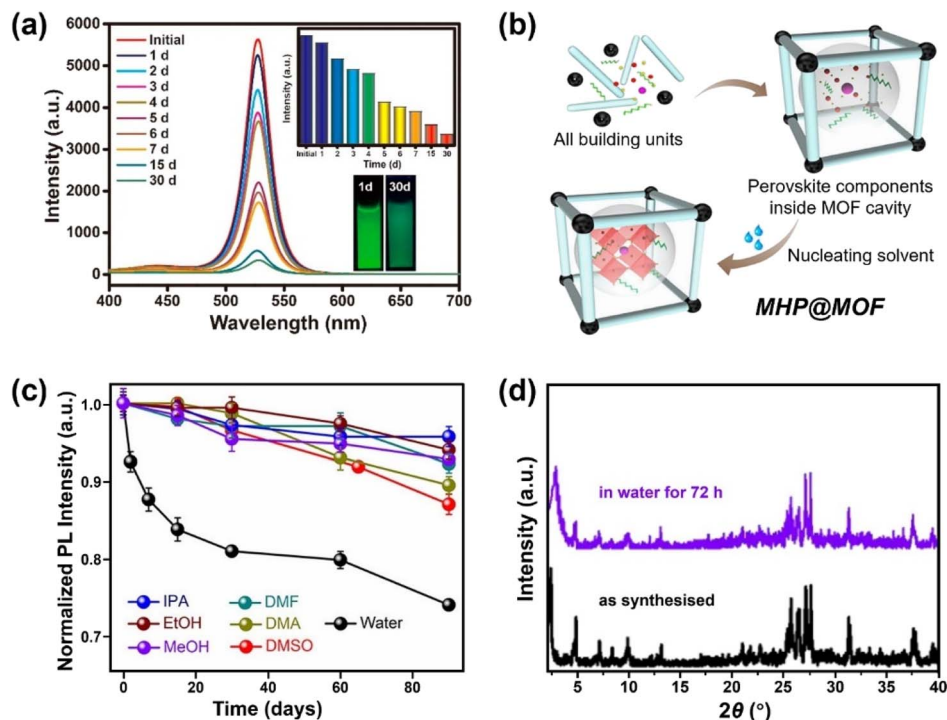 (a)
6000
5000
4000
3000
2000
1000
0
Intensity (a.u.)
Initial
1 d
2 d
3 d
4 d
5 d
6 d
7 d
15 d
30 d
Intensity (a.u.)
Initial 1 2 3 4 5 6 7 15 30
Time (d)
1d 30d
400 450 500 550 600 650 700
Wavelength (nm)
(b)
All building units
Perovskite components
inside MOF cavity
Nucleating solvent
MHP@MOF
(c)
1.0
0.9
0.8
0.7
Normalized PL Intensity (a.u.)
IPA DMF
EtOH DMA Water
MeOH DMSO
0 30 60 90
Time (days)
(d)
Intensity (a.u.)
in water for 72 h
as synthesised
5 10 15 20 25 30 35 40
2θ (°)